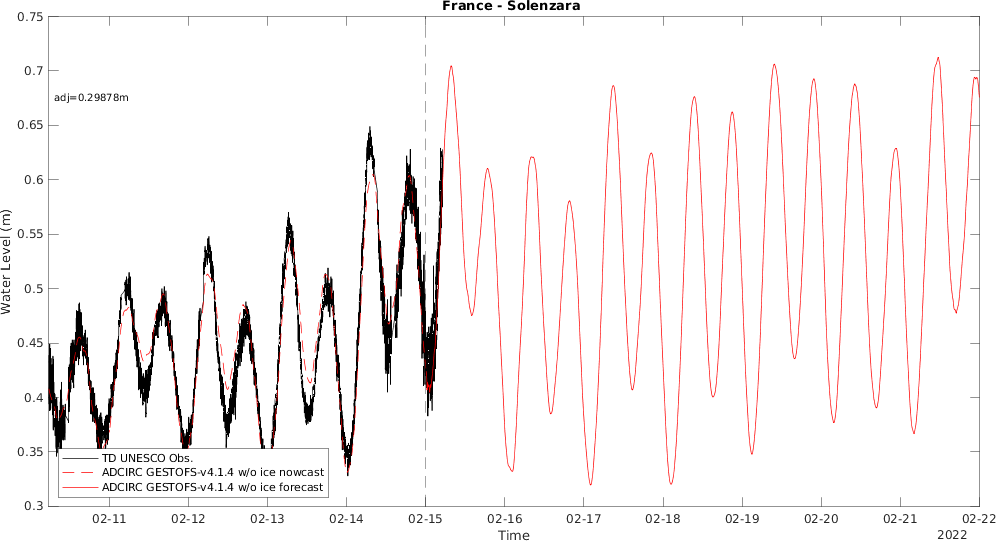 France - Solenzara
0.75
0.7
0.65
0.6
0.55
0.5
0.45
0.4
0.35
0.3
Water Level (m)
adj=0.29878m
TD UNESCO Obs.
ADCIRC GESTOFS-v4.1.4 w/o ice nowcast
ADCIRC GESTOFS-v4.1.4 w/o ice forecast
02-11 02-12 02-13 02-14 02-15 02-16 02-17 02-18 02-19 02-20 02-21 02-22
Time
2022